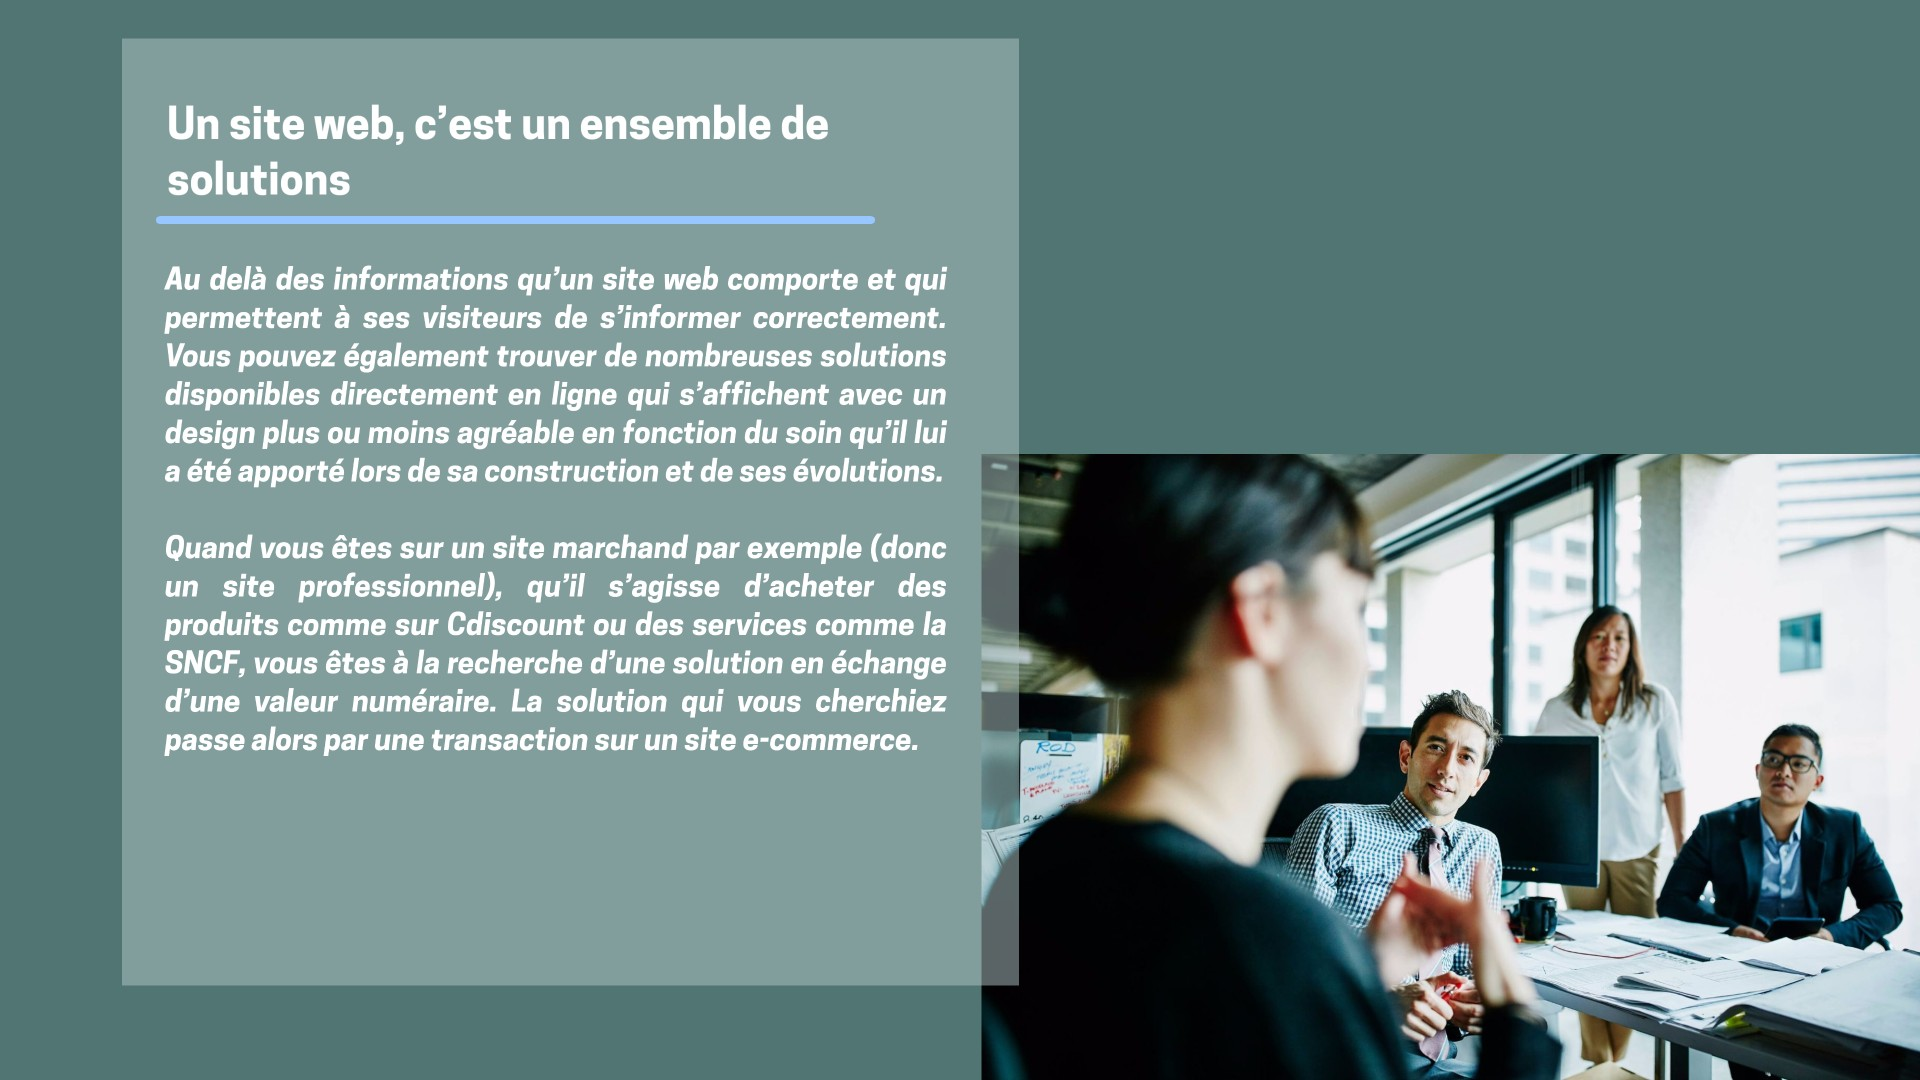 Un site web, c’est un ensemble de
solutions
Au delà des informations qu’un site web comporte et qui
permettent à ses visiteurs de s’informer correctement.
Vous pouvez également trouver de nombreuses solutions
disponibles directement en ligne qui s’affichent avec un
design plus ou moins agréable en fonction du soin qu’il lui
a été apporté lors de sa construction et de ses évolutions.
Quand vous êtes sur un site marchand par exemple (donc
un site professionnel), qu’il s’agisse d’acheter des
produits comme sur Cdiscount ou des services comme la
SNCF, vous êtes à la recherche d’une solution en échange
d’une valeur numéraire. La solution qui vous cherchiez
passe alors par une transaction sur un site e-commerce.
ROD